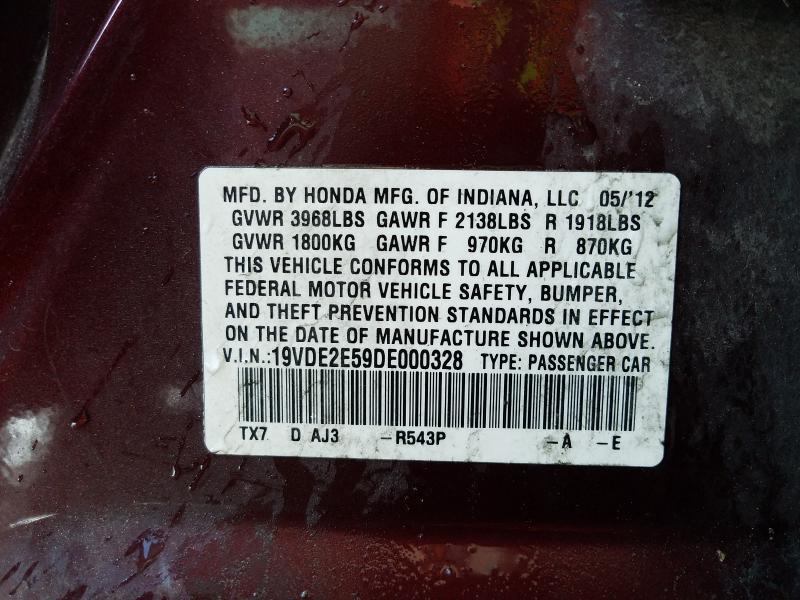 MFD. BY HONDA MFG. OF INDIANA, LLC 05/'12
GVWR 3968LBS GAWR F 2138LBS R 1918LBS
GVWR 1800KG GAWR F 970KG R 870KG
THIS VEHICLE CONFORMS TO ALL APPLICABLE
FEDERAL MOTOR VEHICLE SAFETY, BUMPER,
AND THEFT PREVENTION STANDARDS IN EFFECT
ON THE DATE OF MANUFACTURE SHOWN ABOVE.
V.I.N.:19VDE2E59DE000328 TYPE: PASSENGER CAR
TX7 D AJ3 -R543P -A -E